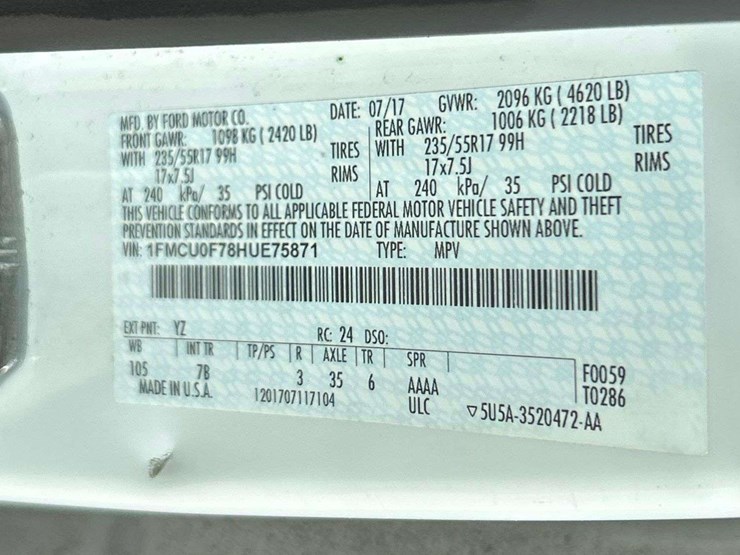 MFD. BY FORD MOTOR CO. DATE: 07/17 GVWR: 2096 KG ( 4620 LB)
FRONT GAWR: 1098 KG ( 2420 LB) REAR GAWR: 1006 KG ( 2218 LB)
WITH 235/55R17 99H TIRES WITH 235/55R17 99H TIRES
17x7.5J RIMS 17x7.5J RIMS
AT 240 kPa/ 35 PSI COLD AT 240 kPa/ 35 PSI COLD
THIS VEHICLE CONFORMS TO ALL APPLICABLE FEDERAL MOTOR VEHICLE SAFETY AND THEFT
PREVENTION STANDARDS IN EFFECT ON THE DATE OF MANUFACTURE SHOWN ABOVE.
VIN: 1FMCU0F78HUE75871 TYPE: MPV
EXT PNT: YZ RC: 24 DSO:
WB INT TR TP/PS R AXLE TR SPR F0059
105 7B 3 35 6 AAAA T0286
MADE IN U.S.A. 1201707117104 ULC ▽5U5A-3520472-AA